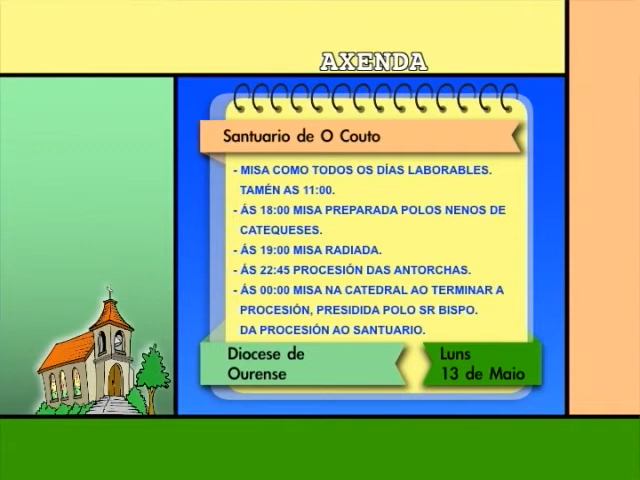 AXENDA
Santuario de O Couto
- MISA COMO TODOS OS DÍAS LABORABLES.
TAMÉN AS 11:00.
- ÁS 18:00 MISA PREPARADA POLOS NENOS DE
CATEQUESES.
- ÁS 19:00 MISA RADIADA.
- ÁS 22:45 PROCESIÓN DAS ANTORCHAS.
- ÁS 00:00 MISA NA CATEDRAL AO TERMINAR A
PROCESIÓN, PRESIDIDA POLO SR BISPO.
DA PROCESIÓN AO SANTUARIO.
Diocese de
Ourense
Luns
13 de Maio